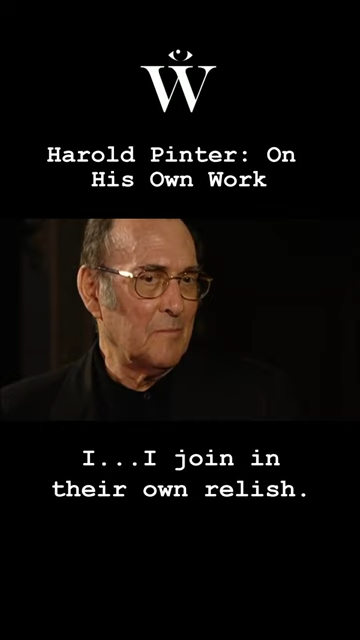 W
Harold Pinter: On
His Own Work
I...I join in
their own relish.